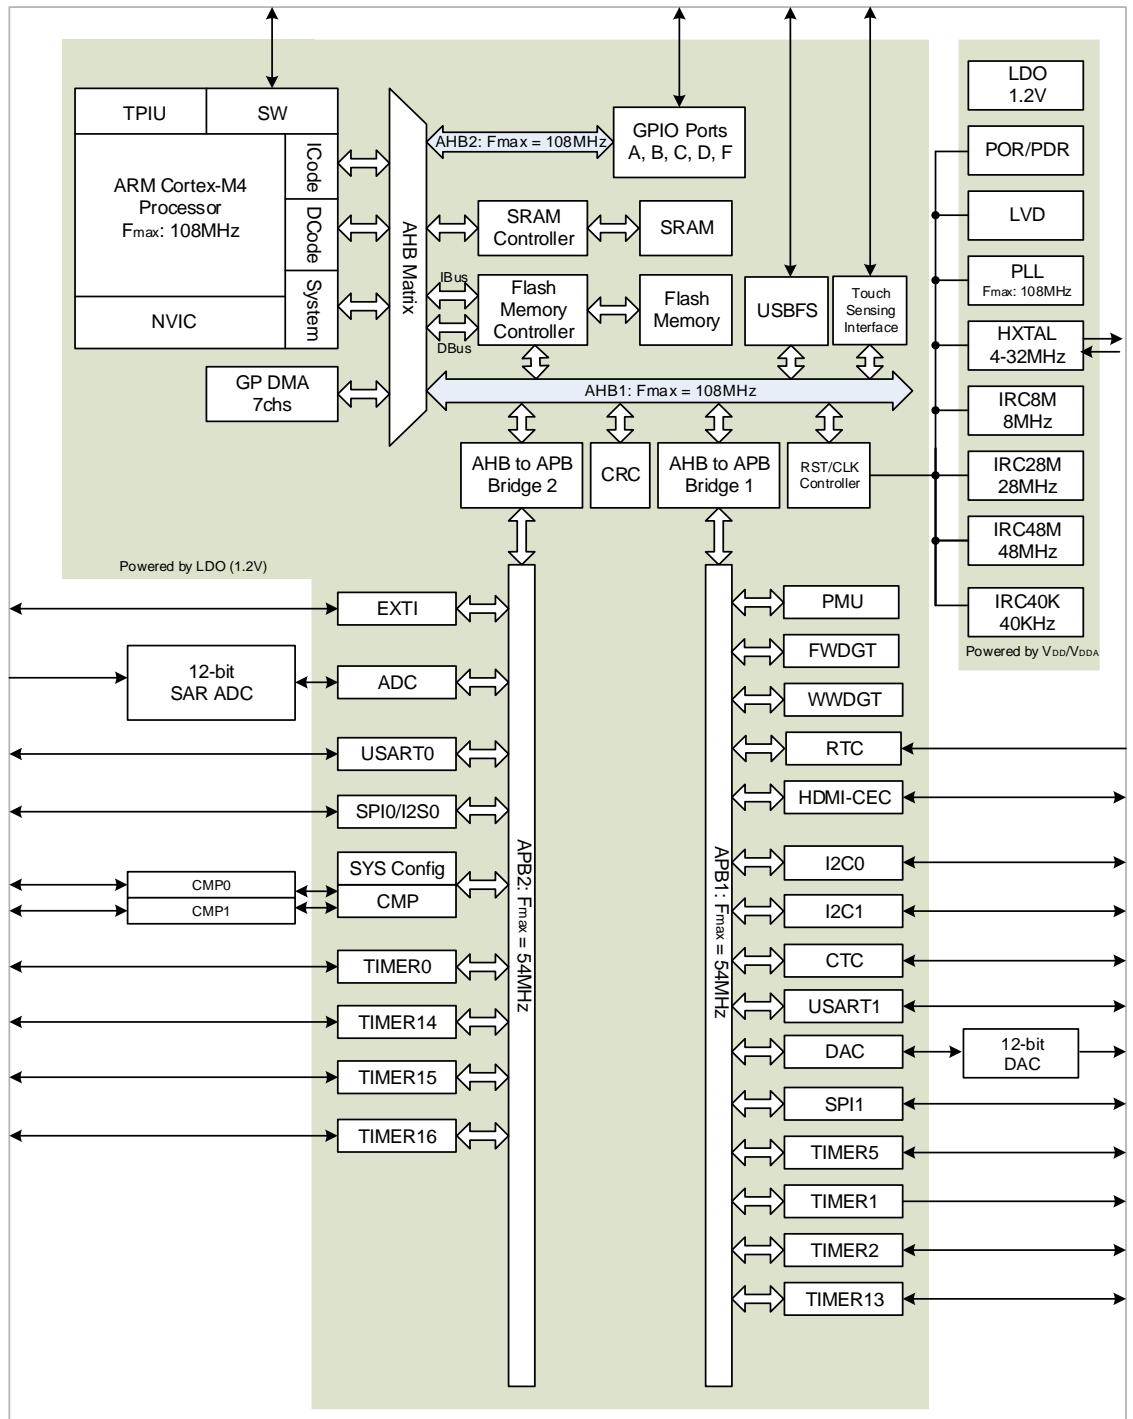 TPIU
SW
ICode
DCode
System
ARM Cortex-M4
Processor
Fmax: 108MHz
NVIC
GP DMA
7chs
AHB Matrix
AHB2: Fmax = 108MHz
GPIO Ports
A, B, C, D, F
SRAM
Controller
SRAM
IBus
DBus
Flash
Memory
Controller
Flash
Memory
USBFS
Touch
Sensing
Interface
AHB1: Fmax = 108MHz
AHB to APB
Bridge 2
CRC
AHB to APB
Bridge 1
RST/CLK
Controller
LDO
1.2V
POR/PDR
LVD
PLL
Fmax: 108MHz
HXTAL
4-32MHz
IRC8M
8MHz
IRC28M
28MHz
IRC48M
48MHz
IRC40K
40KHz
Powered by VDD/VDDA
Powered by LDO (1.2V)
EXTI
12-bit
SAR ADC
ADC
USART0
SPI0/I2S0
SYS Config
CMP
CMP0
CMP1
TIMER0
TIMER14
TIMER15
TIMER16
APB2: Fmax = 54MHz
APB1: Fmax = 54MHz
PMU
FWDGT
WWDGT
RTC
HDMI-CEC
I2C0
I2C1
CTC
USART1
DAC
12-bit
DAC
SPI1
TIMER5
TIMER1
TIMER2
TIMER13